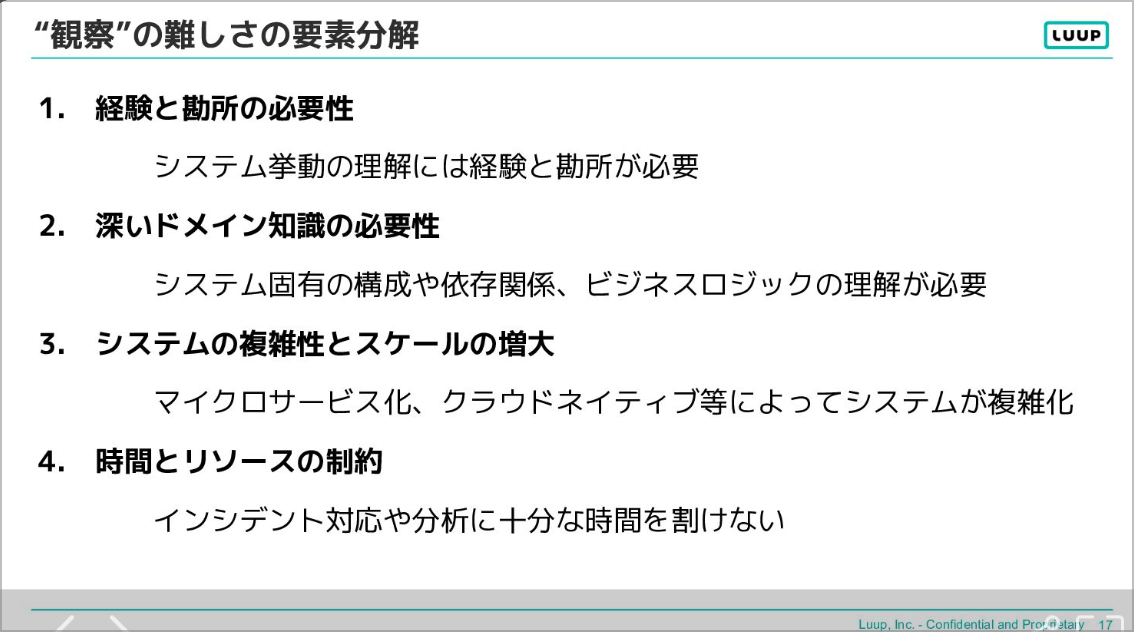 “観察”の難しさの要素分解
LUUP
1. 経験と勘所の必要性
システム挙動の理解には経験と勘所が必要
2. 深いドメイン知識の必要性
システム固有の構成や依存関係、ビジネスロジックの理解が必要
3. システムの複雑性とスケールの増大
マイクロサービス化、クラウドネイティブ等によってシステムが複雑化
4. 時間とリソースの制約
インシデント対応や分析に十分な時間を割けない
Luup, Inc. - Confidential and Proprietary 17